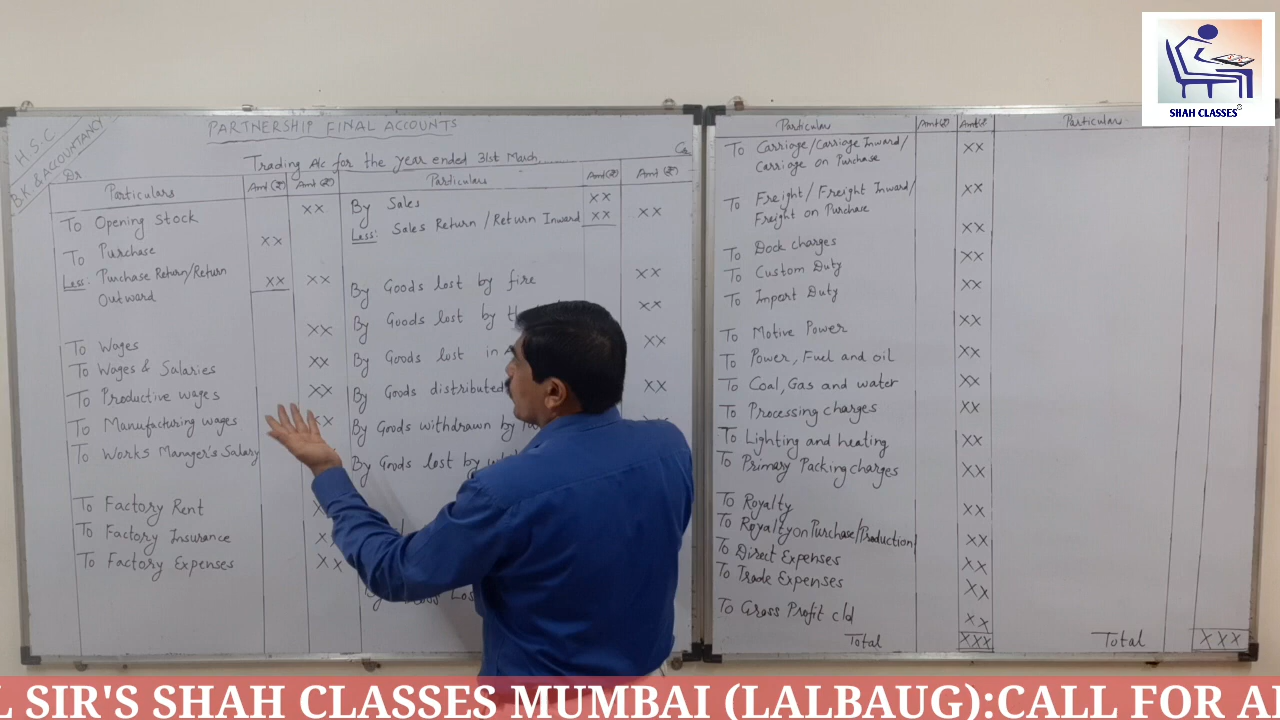 SHAH CLASSES
H.S.C
B.K & ACCOUNTANCY
PARTNERSHIP FINAL ACCOUNTS
Trading A/c for the year ended 31st March..........
Dr
Cr
Particulars Amt(₹) Amt(₹) Particulars Amt(₹) Amt(₹)
To Opening Stock XX
To Purchase XX
Less: Purchase Return/Return XX XX
Outward
To Wages XX
To Wages & Salaries XX
To Productive wages XX
To Manufacturing wages XX
To Works Manager's Salary
To Factory Rent
To Factory Insurance
To Factory Expenses XX
By Sales XX
Less: Sales Return/Return Inward XX XX
By Goods lost by fire XX
By Goods lost by XX
By Goods lost in XX
By Goods distributed XX
By Goods withdrawn by
By Goods lost by
Particular Amt(₹) Amt(₹) Particulars
To Carriage/Carriage Inward/ XX
Carriage on Purchase
To Freight/Freight Inward/ XX
Freight on Purchase
To Dock charges XX
To Custom Duty XX
To Import Duty XX
To Motive Power XX
To Power, Fuel and oil XX
To Coal, Gas and water XX
To Processing charges XX
To Lighting and heating XX
To Primary Packing charges XX
To Royalty XX
To Royalty on Purchase/Production XX
To Direct Expenses XX
To Trade Expenses XX
To Gross Profit c/d XX
Total XXX Total XXX
SIR'S SHAH CLASSES MUMBAI (LALBAUG):CALL FOR